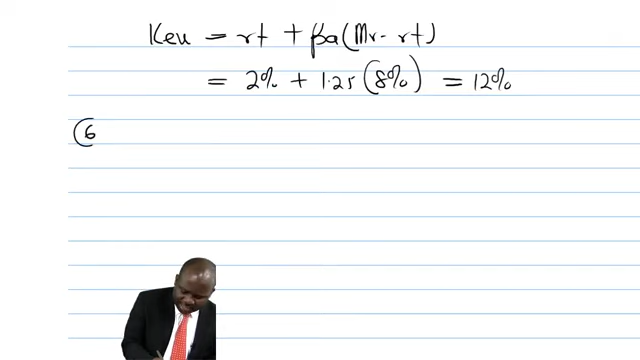 Keu = rf + βa (Mr - rf)
= 2% + 1.25 (8%) = 12%
(6